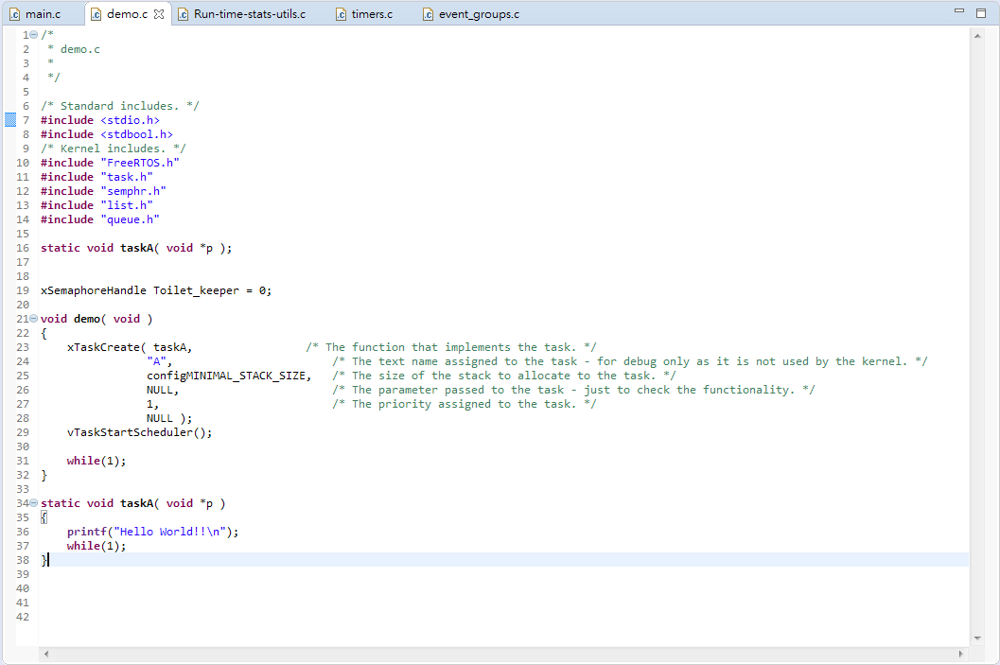 main.c demo.c Run-time-stats-utils.c timers.c event_groups.c
1 /*
2  * demo.c
3  *
4  */
5
6 /* Standard includes. */
7 #include <stdio.h>
8 #include <stdbool.h>
9 /* Kernel includes. */
10 #include "FreeRTOS.h"
11 #include "task.h"
12 #include "semphr.h"
13 #include "list.h"
14 #include "queue.h"
15
16 static void taskA( void *p );
17
18
19 xSemaphoreHandle Toilet_keeper = 0;
20
21 void demo( void )
22 {
23     xTaskCreate( taskA,                 /* The function that implements the task. */
24                 "A",                        /* The text name assigned to the task - for debug only as it is not used by the kernel. */
25                 configMINIMAL_STACK_SIZE,   /* The size of the stack to allocate to the task. */
26                 NULL,                       /* The parameter passed to the task - just to check the functionality. */
27                 1,                          /* The priority assigned to the task. */
28                 NULL );
29     vTaskStartScheduler();
30
31     while(1);
32 }
33
34 static void taskA( void *p )
35 {
36     printf("Hello World!!\n");
37     while(1);
38 }
39
40
41
42